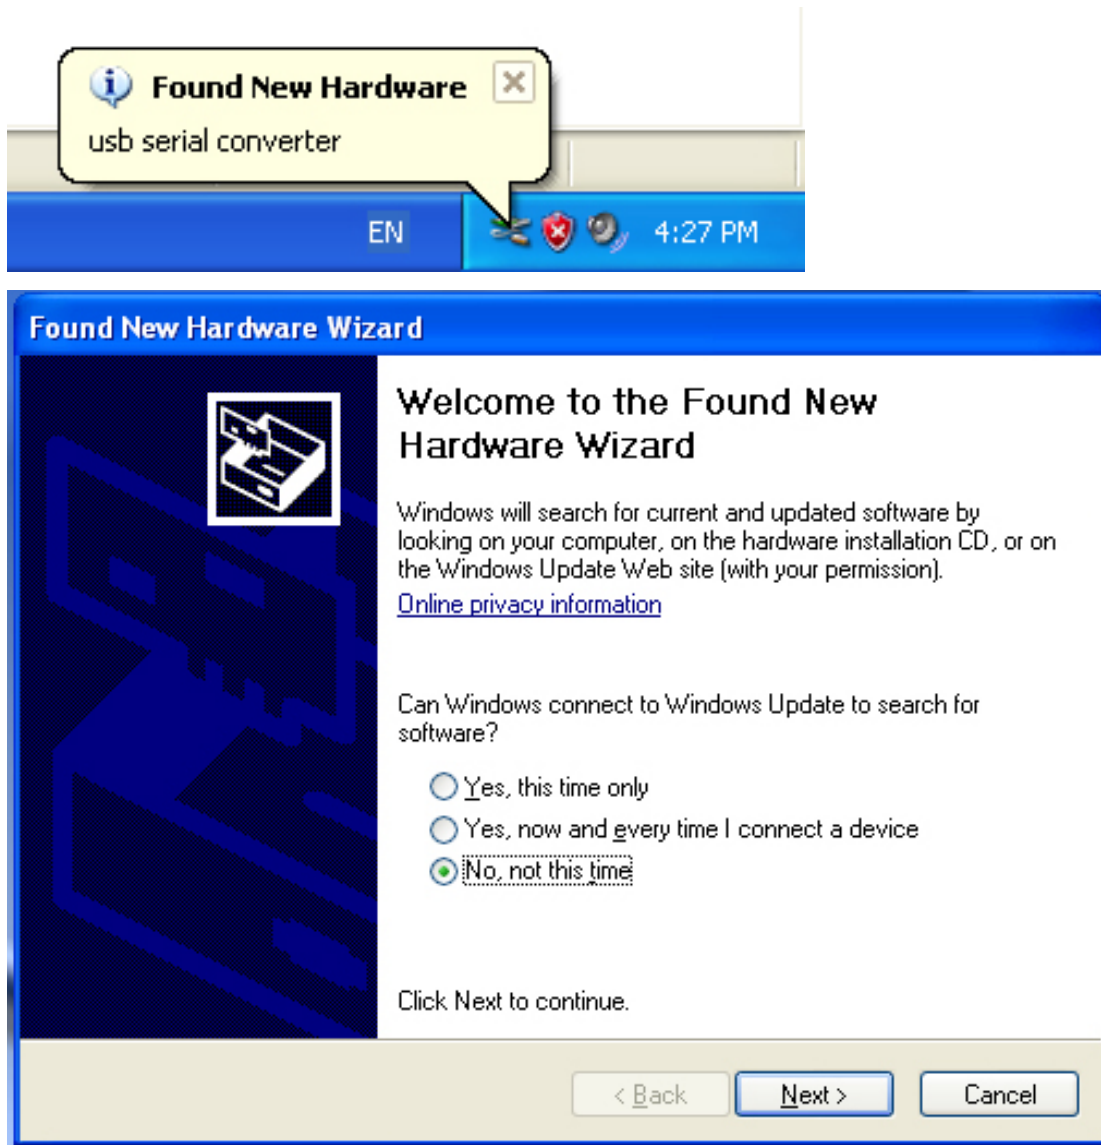 Found New Hardware
usb serial converter
EN
4:27 PM
Found New Hardware Wizard
Welcome to the Found New
Hardware Wizard
Windows will search for current and updated software by
looking on your computer, on the hardware installation CD, or on
the Windows Update Web site (with your permission).
Online privacy information
Can Windows connect to Windows Update to search for
software?
Yes, this time only
Yes, now and every time I connect a device
No, not this time
Click Next to continue.
< Back
Next >
Cancel